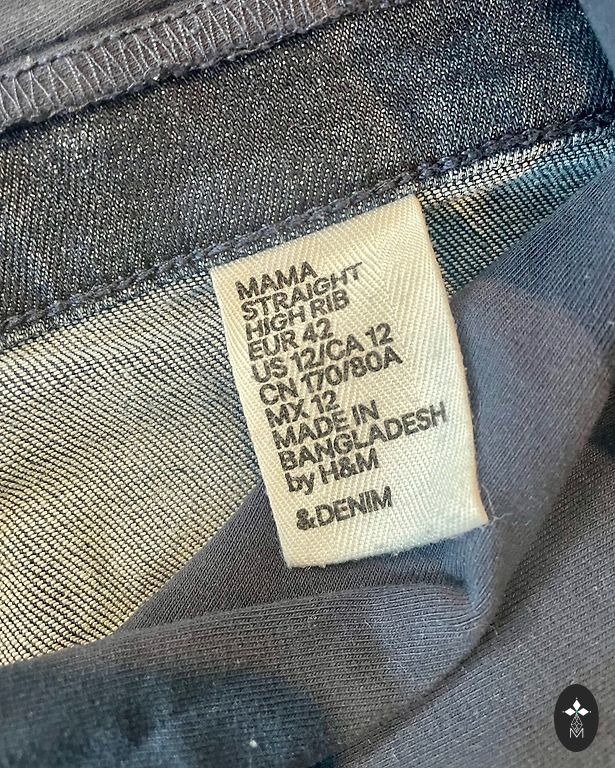 MAMA
STRAIGHT
HIGH RIB
EUR 42
US 12/CA 12
CN 170/80A
MX 12
MADE IN
BANGLADESH
by H&M
&DENIM
M